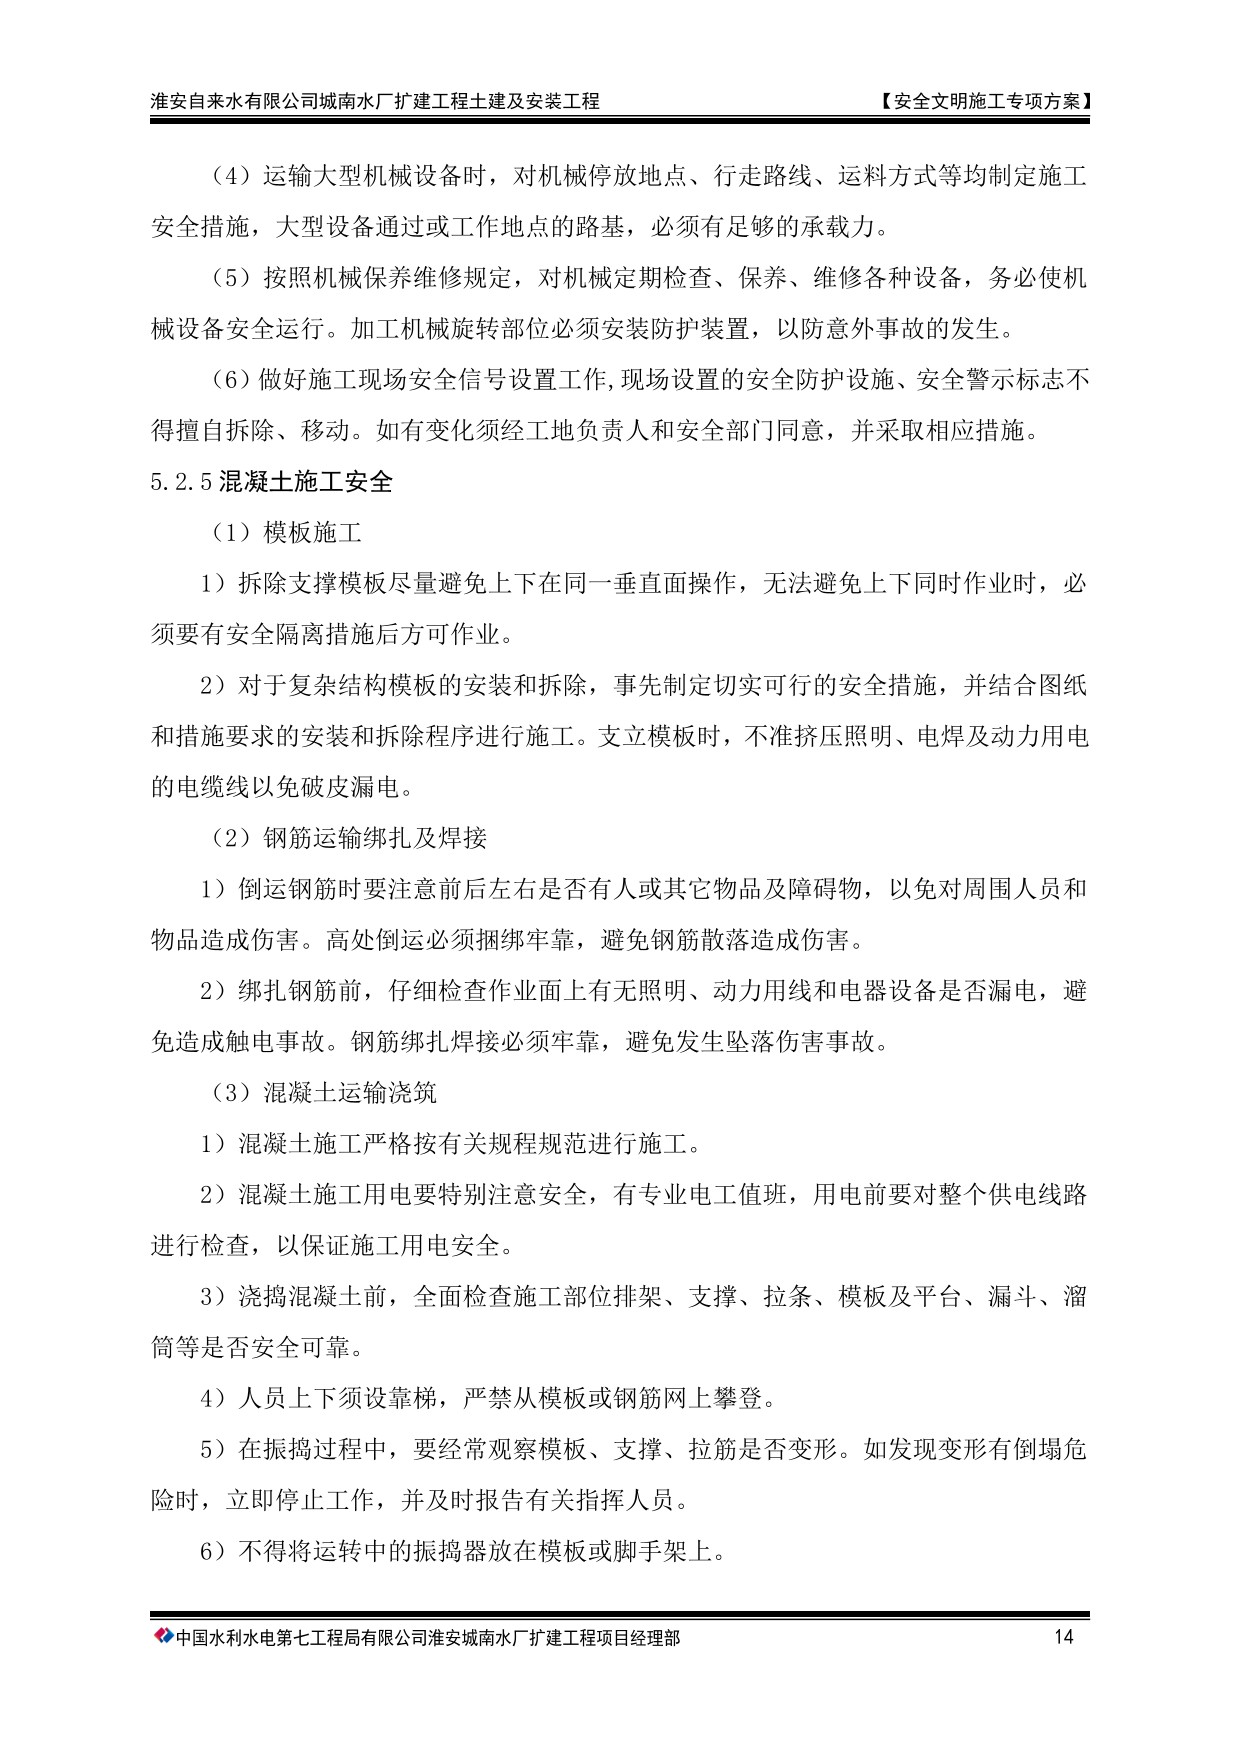 淮安自来水有限公司城南水厂扩建工程土建及安装工程 【安全文明施工专项方案】
（4）运输大型机械设备时，对机械停放地点、行走路线、运料方式等均制定施工
安全措施，大型设备通过或工作地点的路基，必须有足够的承载力。
（5）按照机械保养维修规定，对机械定期检查、保养、维修各种设备，务必使机
械设备安全运行。加工机械旋转部位必须安装防护装置，以防意外事故的发生。
（6）做好施工现场安全信号设置工作,现场设置的安全防护设施、安全警示标志不
得擅自拆除、移动。如有变化须经工地负责人和安全部门同意，并采取相应措施。
5.2.5 混凝土施工安全
（1）模板施工
1）拆除支撑模板尽量避免上下在同一垂直面操作，无法避免上下同时作业时，必
须要有安全隔离措施后方可作业。
2）对于复杂结构模板的安装和拆除，事先制定切实可行的安全措施，并结合图纸
和措施要求的安装和拆除程序进行施工。支立模板时，不准挤压照明、电焊及动力用电
的电缆线以免破皮漏电。
（2）钢筋运输绑扎及焊接
1）倒运钢筋时要注意前后左右是否有人或其它物品及障碍物，以免对周围人员和
物品造成伤害。高处倒运必须捆绑牢靠，避免钢筋散落造成伤害。
2）绑扎钢筋前，仔细检查作业面上有无照明、动力用线和电器设备是否漏电，避
免造成触电事故。钢筋绑扎焊接必须牢靠，避免发生坠落伤害事故。
（3）混凝土运输浇筑
1）混凝土施工严格按有关规程规范进行施工。
2）混凝土施工用电要特别注意安全，有专业电工值班，用电前要对整个供电线路
进行检查，以保证施工用电安全。
3）浇捣混凝土前，全面检查施工部位排架、支撑、拉条、模板及平台、漏斗、溜
筒等是否安全可靠。
4）人员上下须设靠梯，严禁从模板或钢筋网上攀登。
5）在振捣过程中，要经常观察模板、支撑、拉筋是否变形。如发现变形有倒塌危
险时，立即停止工作，并及时报告有关指挥人员。
6）不得将运转中的振捣器放在模板或脚手架上。
中国水利水电第七工程局有限公司淮安城南水厂扩建工程项目经理部 14